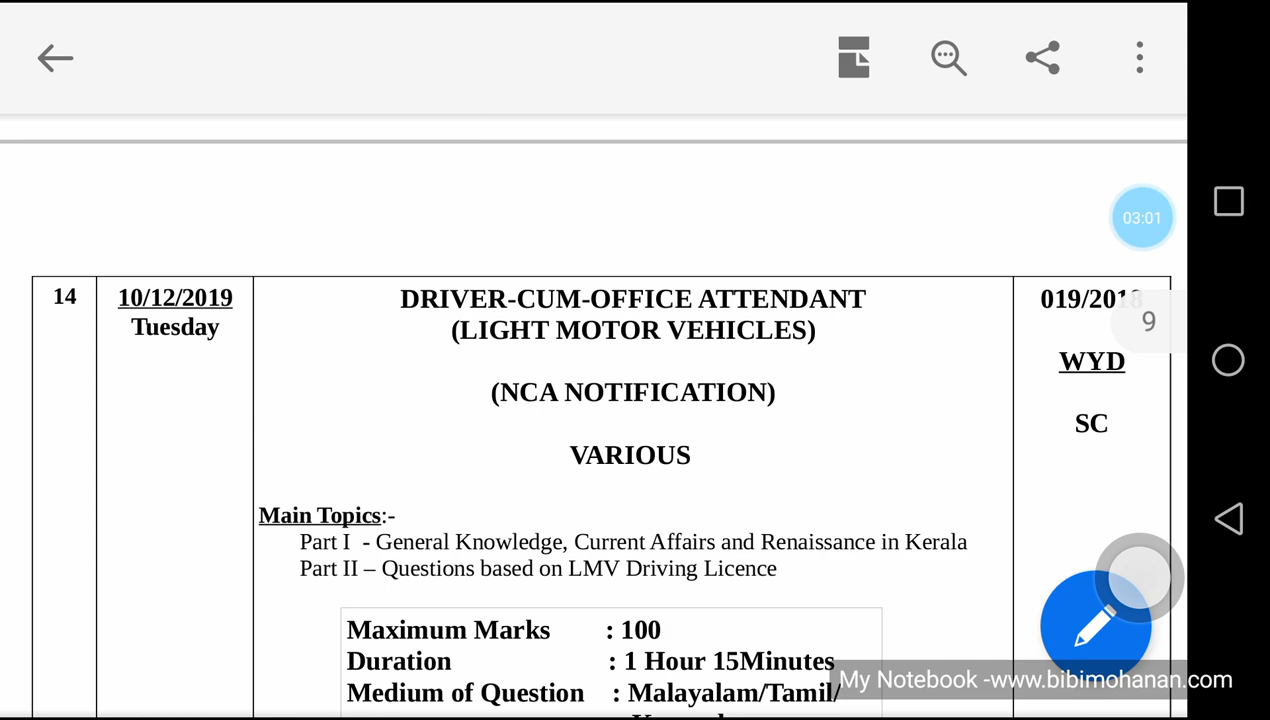 03:01
14
10/12/2019
Tuesday
DRIVER-CUM-OFFICE ATTENDANT
(LIGHT MOTOR VEHICLES)
(NCA NOTIFICATION)
VARIOUS
Main Topics:-
Part I - General Knowledge, Current Affairs and Renaissance in Kerala
Part II – Questions based on LMV Driving Licence
Maximum Marks : 100
Duration : 1 Hour 15Minutes
Medium of Question : Malayalam/Tamil/
019/2018
9
WYD
SC
My Notebook -www.bibimohanan.com